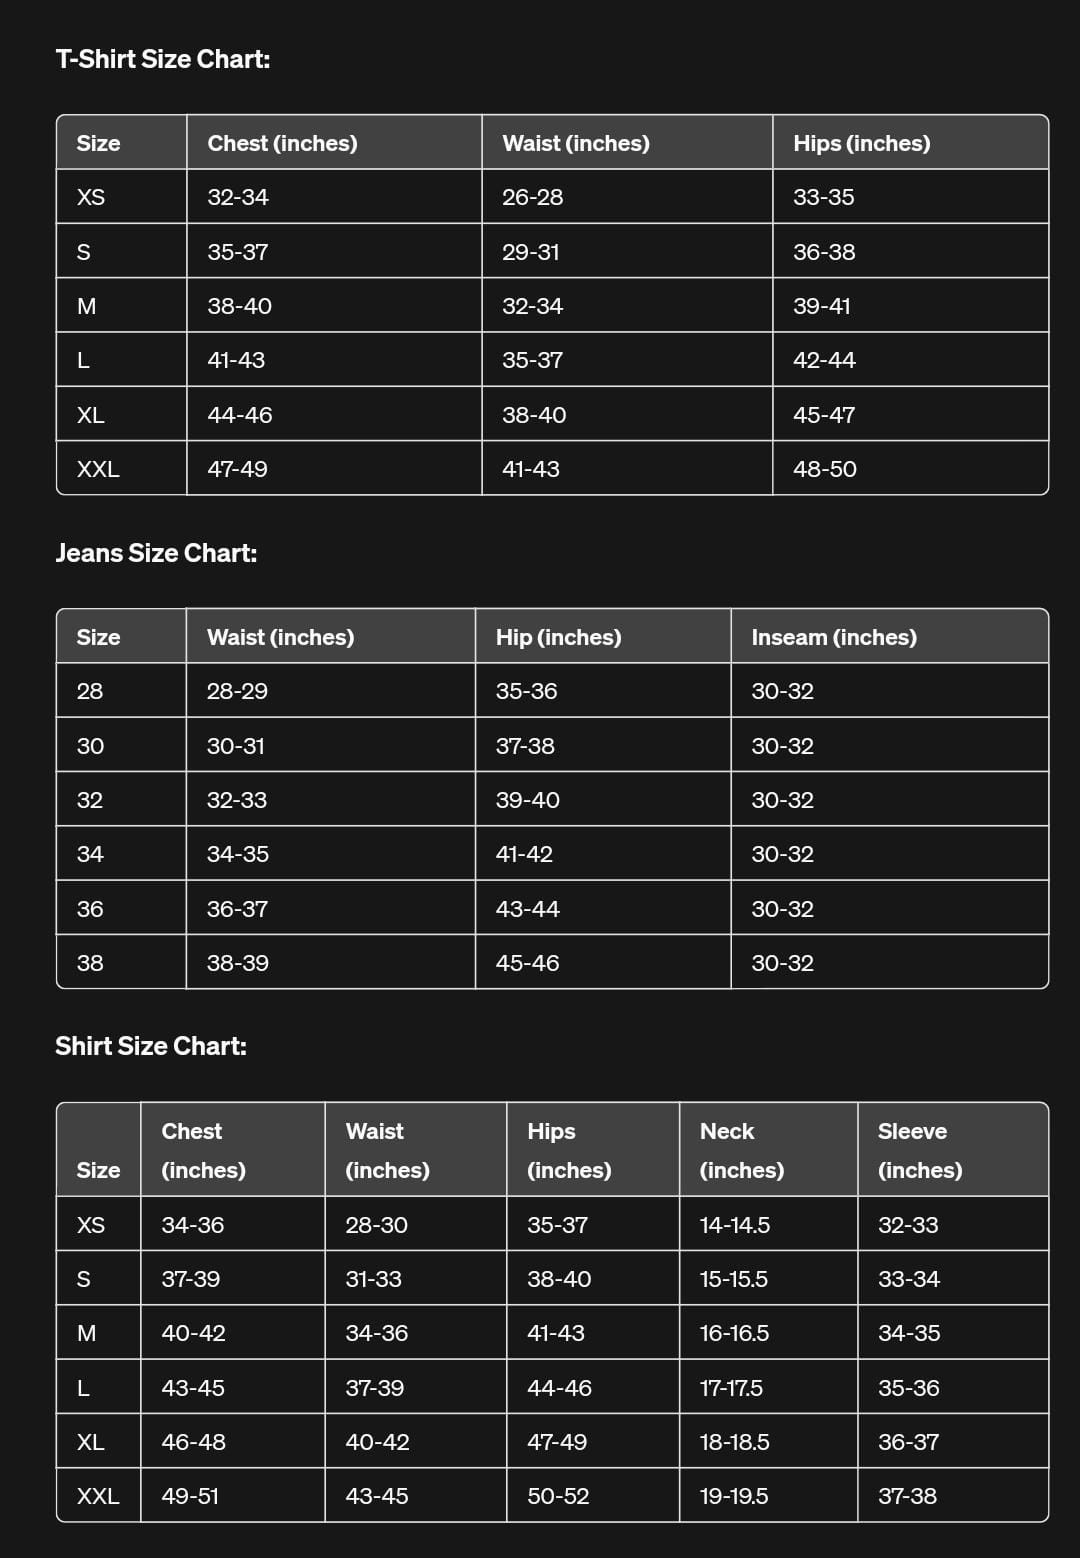 T-Shirt Size Chart:
Size Chest (inches) Waist (inches) Hips (inches)
XS 32-34 26-28 33-35
S 35-37 29-31 36-38
M 38-40 32-34 39-41
L 41-43 35-37 42-44
XL 44-46 38-40 45-47
XXL 47-49 41-43 48-50
Jeans Size Chart:
Size Waist (inches) Hip (inches) Inseam (inches)
28 28-29 35-36 30-32
30 30-31 37-38 30-32
32 32-33 39-40 30-32
34 34-35 41-42 30-32
36 36-37 43-44 30-32
38 38-39 45-46 30-32
Shirt Size Chart:
Chest Waist Hips Neck Sleeve
Size (inches) (inches) (inches) (inches) (inches)
XS 34-36 28-30 35-37 14-14.5 32-33
S 37-39 31-33 38-40 15-15.5 33-34
M 40-42 34-36 41-43 16-16.5 34-35
L 43-45 37-39 44-46 17-17.5 35-36
XL 46-48 40-42 47-49 18-18.5 36-37
XXL 49-51 43-45 50-52 19-19.5 37-38